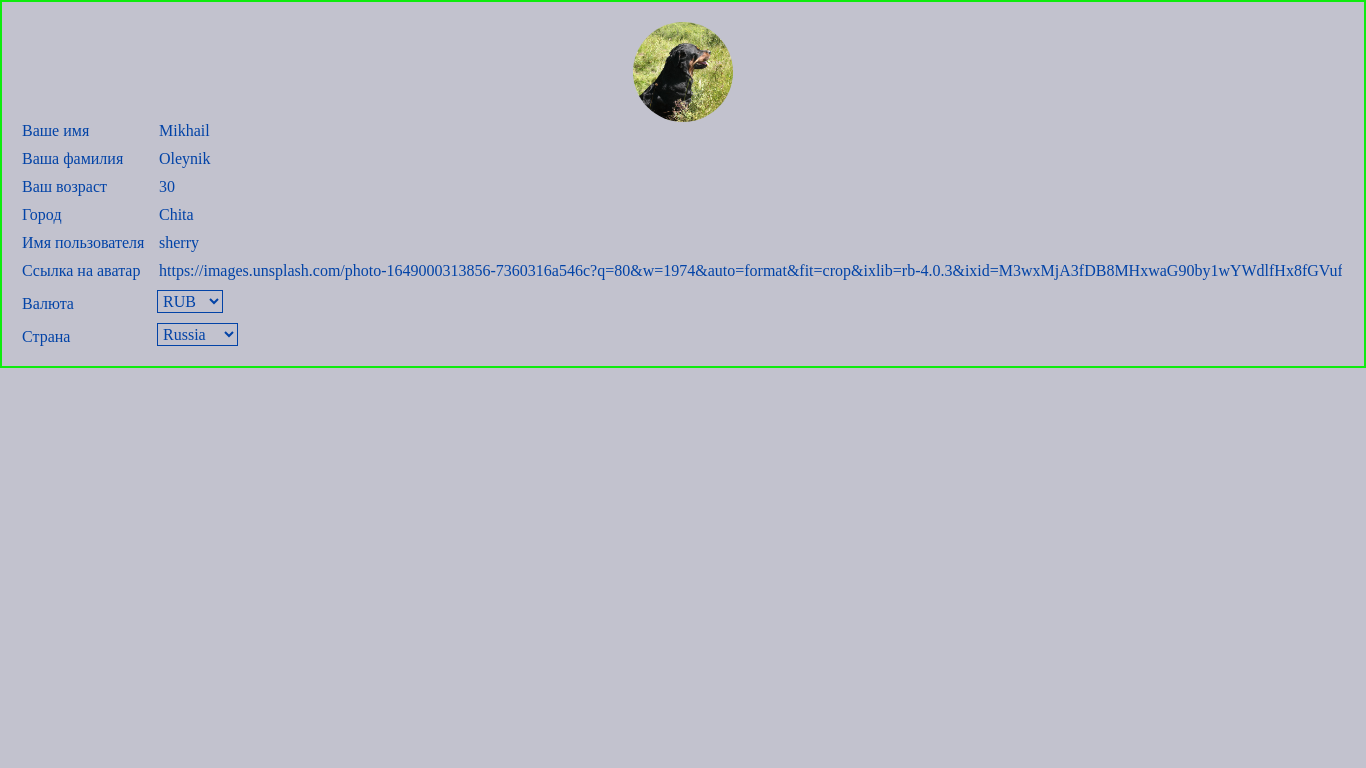 Ваше имя Mikhail
Ваша фамилия Oleynik
Ваш возраст 30
Город Chita
Имя пользователя sherry
Ссылка на аватар https://images.unsplash.com/photo-1649000313856-7360316a546c?q=80&w=1974&auto=format&fit=crop&ixlib=rb-4.0.3&ixid=M3wxMjA3fDB8MHxwaG90by1wYWdlfHx8fGVuf
Валюта RUB
Страна Russia